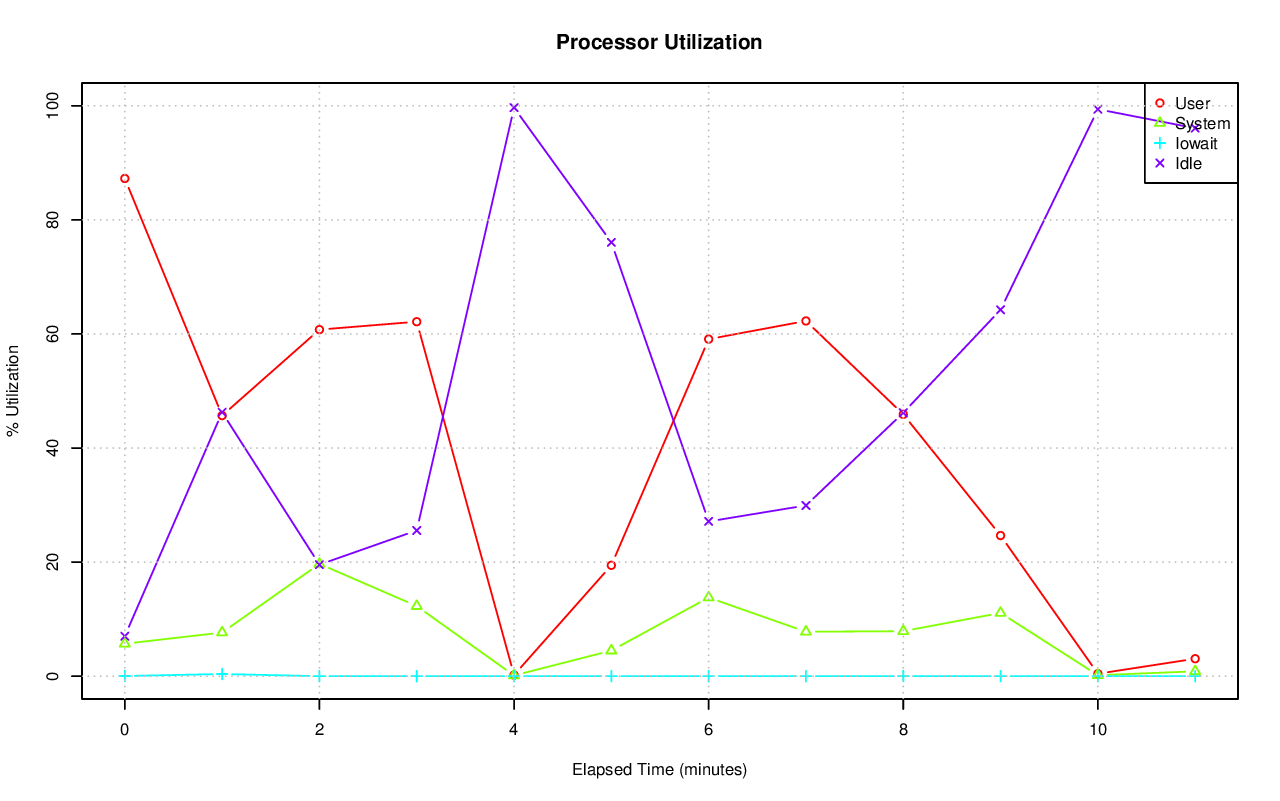 Processor Utilization
% Utilization
100
80
60
40
20
0
User
System
Iowait
Idle
0 2 4 6 8 10
Elapsed Time (minutes)